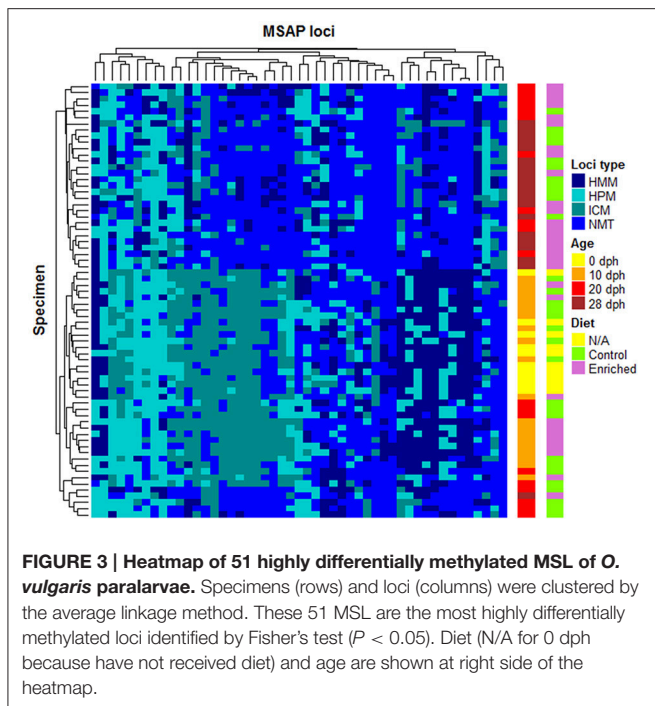 MSAP loci
Specimen
Loci type
HMM
HPM
ICM
NMT
Age
0 dph
10 dph
20 dph
28 dph
Diet
N/A
Control
Enriched
FIGURE 3 | Heatmap of 51 highly differentially methylated MSL of O.
vulgaris paralarvae. Specimens (rows) and loci (columns) were clustered by
the average linkage method. These 51 MSL are the most highly differentially
methylated loci identified by Fisher's test (P < 0.05). Diet (N/A for 0 dph
because have not received diet) and age are shown at right side of the
heatmap.